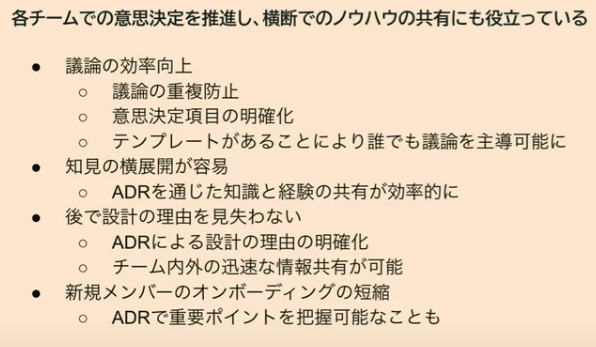 各チームでの意思決定を推進し、横断でのノウハウの共有にも役立っている
● 議論の効率向上
○ 議論の重複防止
○ 意思決定項目の明確化
○ テンプレートがあることにより誰でも議論を主導可能に
● 知見の横展開が容易
○ ADRを通じた知識と経験の共有が効率的に
● 後で設計の理由を見失わない
○ ADRによる設計の理由の明確化
○ チーム内外の迅速な情報共有が可能
● 新規メンバーのオンボーディングの短縮
○ ADRで重要ポイントを把握可能なことも